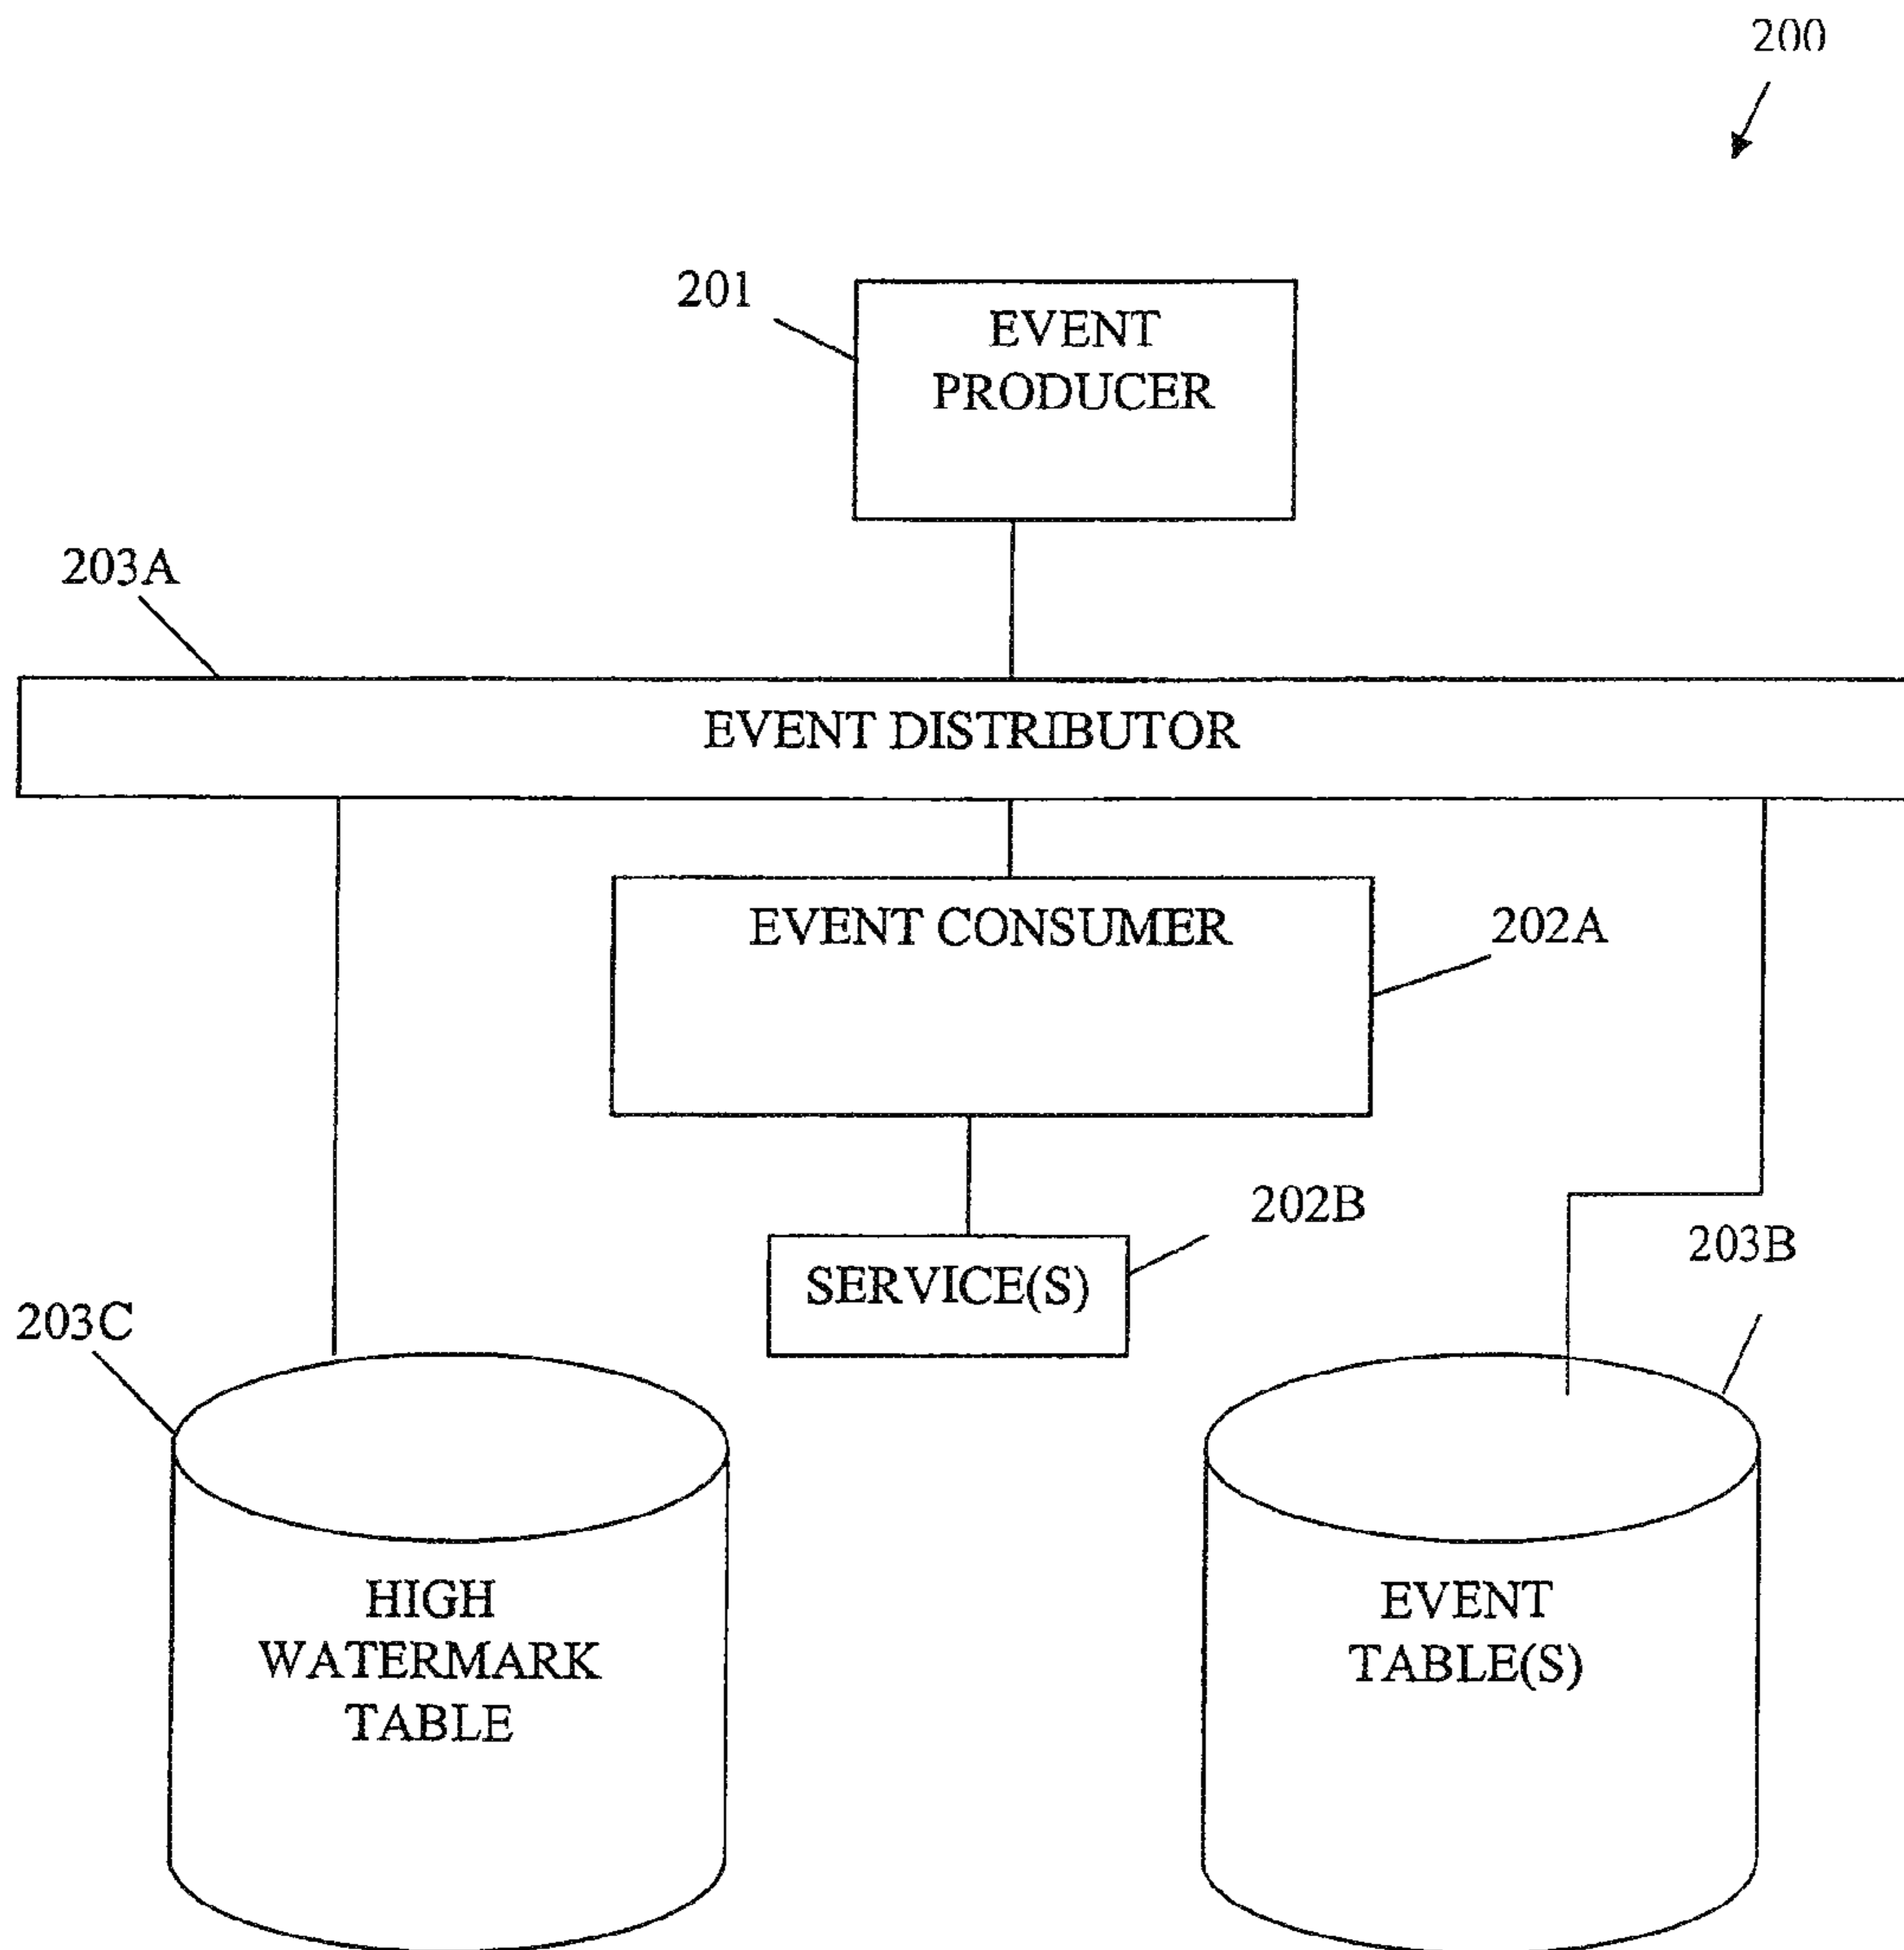 200
201
EVENT
PRODUCER
203A
EVENT DISTRIBUTOR
EVENT CONSUMER
202A
202B
SERVICE(S)
203B
203C
HIGH
WATERMARK
TABLE
EVENT
TABLE(S)